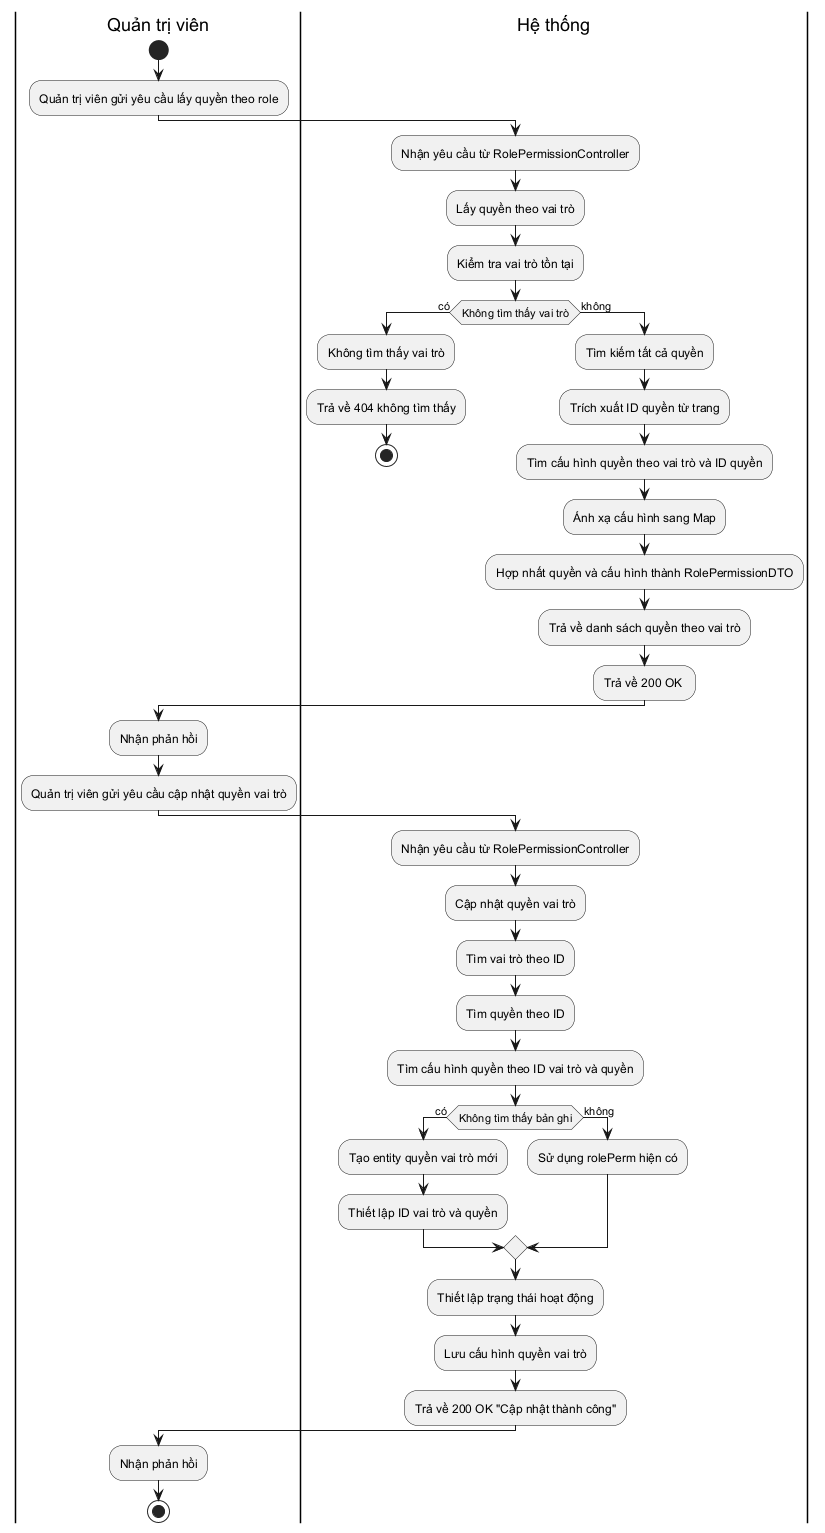 Quản trị viên
Hệ thống
Quản trị viên gửi yêu cầu lấy quyền theo role
Nhận yêu cầu từ RolePermissionController
Lấy quyền theo vai trò
Kiểm tra vai trò tồn tại
có
Không tìm thấy vai trò
không
Không tìm thấy vai trò
Tìm kiếm tất cả quyền
Trả về 404 không tìm thấy
Trích xuất ID quyền từ trang
Tìm cấu hình quyền theo vai trò và ID quyền
Ánh xạ cấu hình sang Map
Hợp nhất quyền và cấu hình thành RolePermissionDTO
Trả về danh sách quyền theo vai trò
Trả về 200 OK
Nhận phản hồi
Quản trị viên gửi yêu cầu cập nhật quyền vai trò
Nhận yêu cầu từ RolePermissionController
Cập nhật quyền vai trò
Tìm vai trò theo ID
Tìm quyền theo ID
Tìm cấu hình quyền theo ID vai trò và quyền
có
Không tìm thấy bản ghi
không
Tạo entity quyền vai trò mới
Sử dụng rolePerm hiện có
Thiết lập ID vai trò và quyền
Thiết lập trạng thái hoạt động
Lưu cấu hình quyền vai trò
Trả về 200 OK "Cập nhật thành công"
Nhận phản hồi